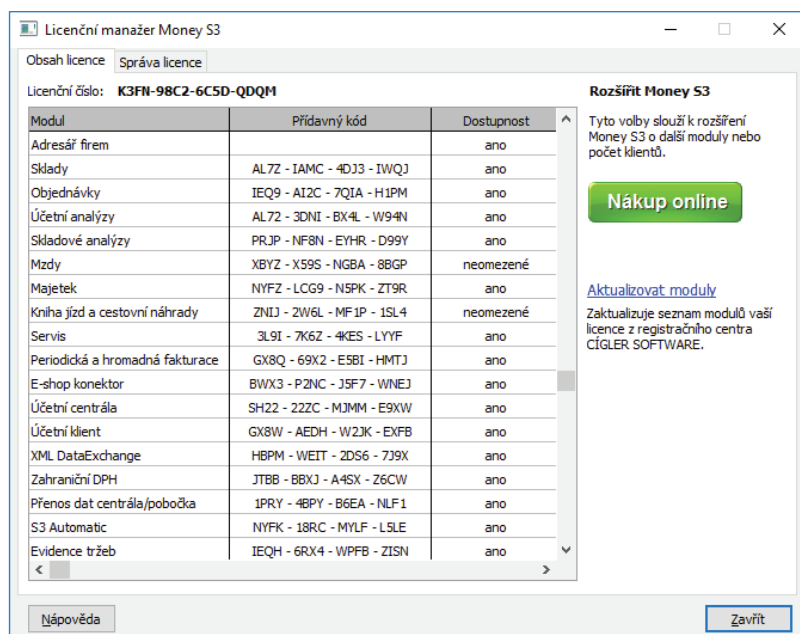 Licenční manažer Money S3
Obsah licence Správa licence
Licenční číslo: K3FN-98C2-6C5D-QDQM
Modul Přídavný kód Dostupnost
Adresář firem ano
Sklady AL7Z - IAMC - 4DJ3 - IWQJ ano
Objednávky IEQ9 - AI2C - 7QIA - H1PM ano
Účetní analýzy AL72 - 3DNI - BX4L - W94N ano
Skladové analýzy PRJP - NF8N - EYHR - D99Y ano
Mzdy XBYZ - X59S - NGBA - 8BGP neomezené
Majetek NYFZ - LCG9 - N5PK - ZT9R ano
Kniha jízd a cestovní náhrady ZNIJ - 2W6L - MF1P - 1SL4 neomezené
Servis 3L9I - 7K6Z - 4KES - LYYF ano
Periodická a hromadná fakturace GX8Q - 69X2 - E5BI - HMTJ ano
E-shop konektor BWX3 - P2NC - J5F7 - WNEJ ano
Účetní centrála SH22 - 22ZC - MJMM - E9XW ano
Účetní klient GX8W - AEDH - W2JK - EXFB ano
XML DataExchange HBPM - WEIT - 2DS6 - 7J9X ano
Zahraniční DPH JTBB - BBXJ - A4SX - Z6CW ano
Přenos dat centrála/pobočka 1PRY - 4BPY - B6EA - NLF1 ano
S3 Automatic NYFK - 18RC - MYLF - L5LE ano
Evidence tržeb IEQH - 6RX4 - WPFB - ZISN ano
Rozšířit Money S3
Tyto volby slouží k rozšíření
Money S3 o další moduly nebo
počet klientů.
Nákup online
Aktualizovat moduly
Zaktualizuje seznam modulů vaší
licence z registračního centra
CÍGLER SOFTWARE.
Nápověda Zavřít